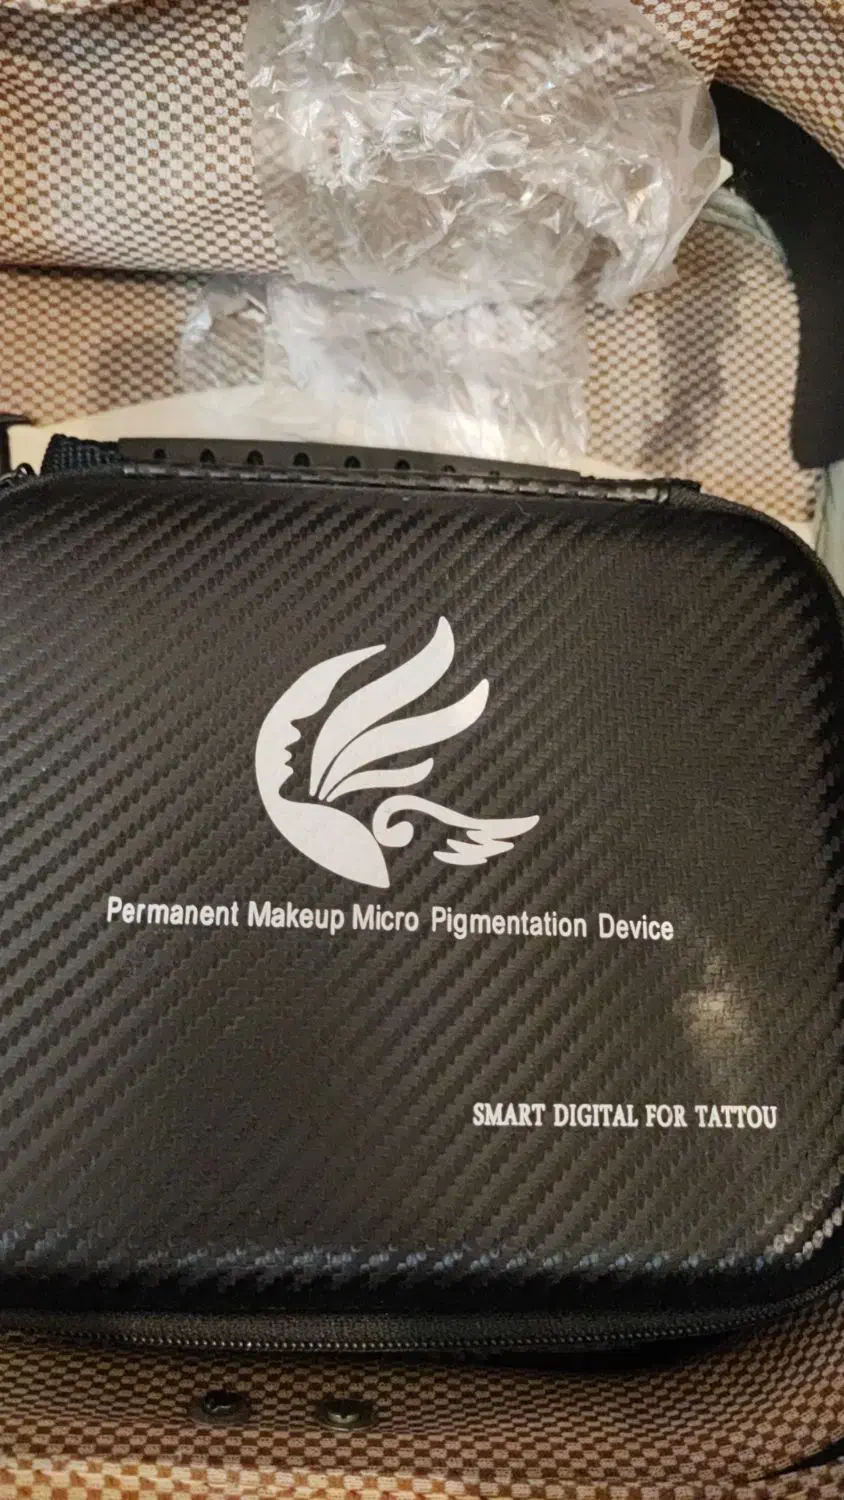 Permanent Makeup Micro Pigmentation Device
SMART DIGITAL FOR TATTOU